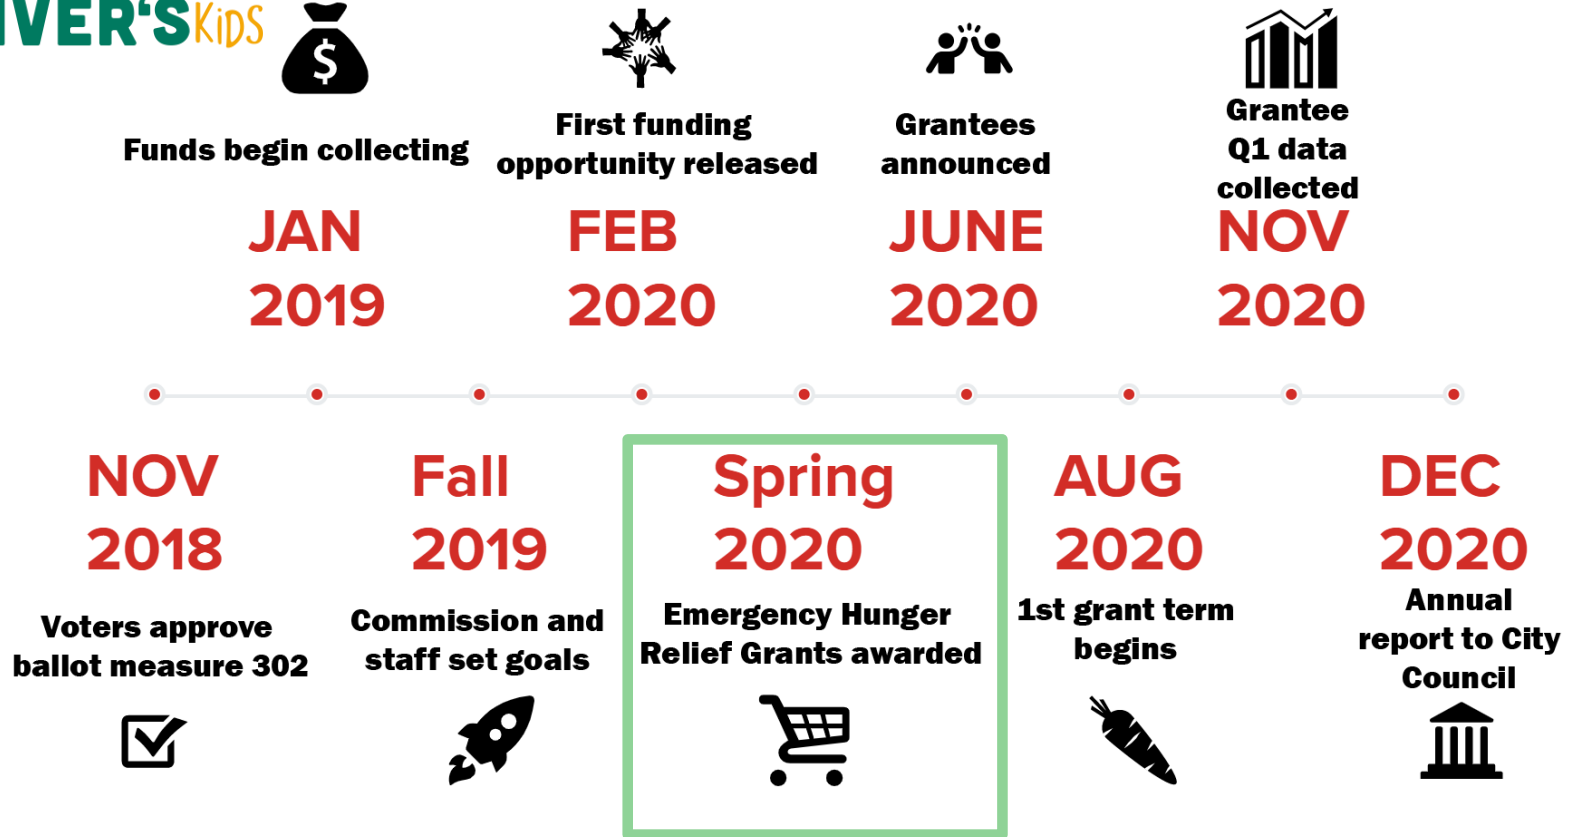 IVER'S KiDS
$
Funds begin collecting
JAN
2019
First funding
opportunity released
FEB
2020
Grantees
announced
JUNE
2020
Grantee
Q1 data
collected
NOV
2020
NOV
2018
Voters approve
ballot measure 302
Fall
2019
Commission and
staff set goals
Spring
2020
Emergency Hunger
Relief Grants awarded
AUG
2020
1st grant term
begins
DEC
2020
Annual
report to City
Council